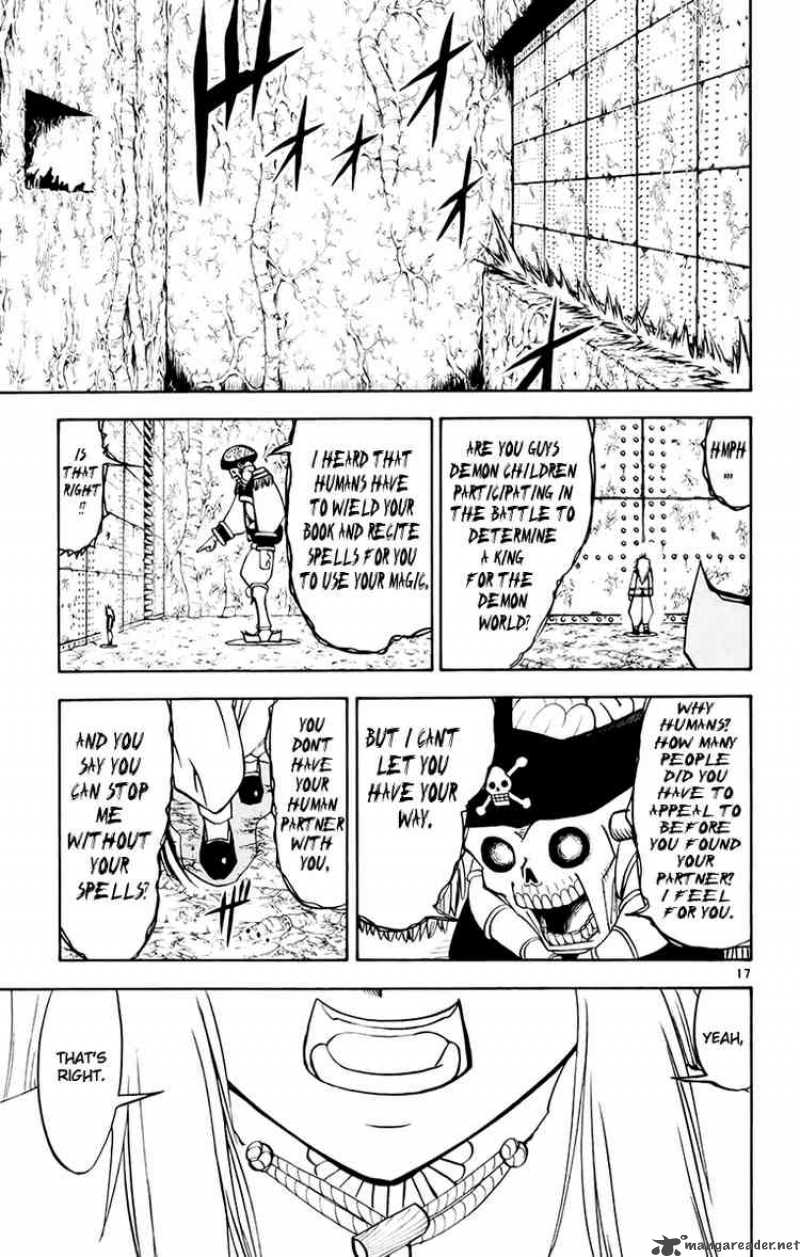 HMPH
...
ARE YOU GUYS
DEMON CHILDREN
PARTICIPATING IN
THE BATTLE TO
DETERMINE
A KING
FOR THE
DEMON
WORLD?
I HEARD THAT
HUMANS HAVE
TO WIELD YOUR
BOOK AND RECITE
SPELLS FOR YOU
TO USE YOUR MAGIC.
IS
THAT
RIGHT
!?
WHY
HUMANS?
HOW MANY
PEOPLE
DID YOU
HAVE TO
APPEAL TO
BEFORE
YOU FOUND
YOUR
PARTNER?
I FEEL
FOR YOU.
BUT I CAN'T
LET YOU
HAVE YOUR
WAY.
YOU
DON'T
HAVE
YOUR
HUMAN
PARTNER
WITH
YOU,
AND YOU
SAY YOU
CAN STOP
ME
WITHOUT
YOUR
SPELLS?
17
YEAH,
THAT'S
RIGHT.
mangareader.net